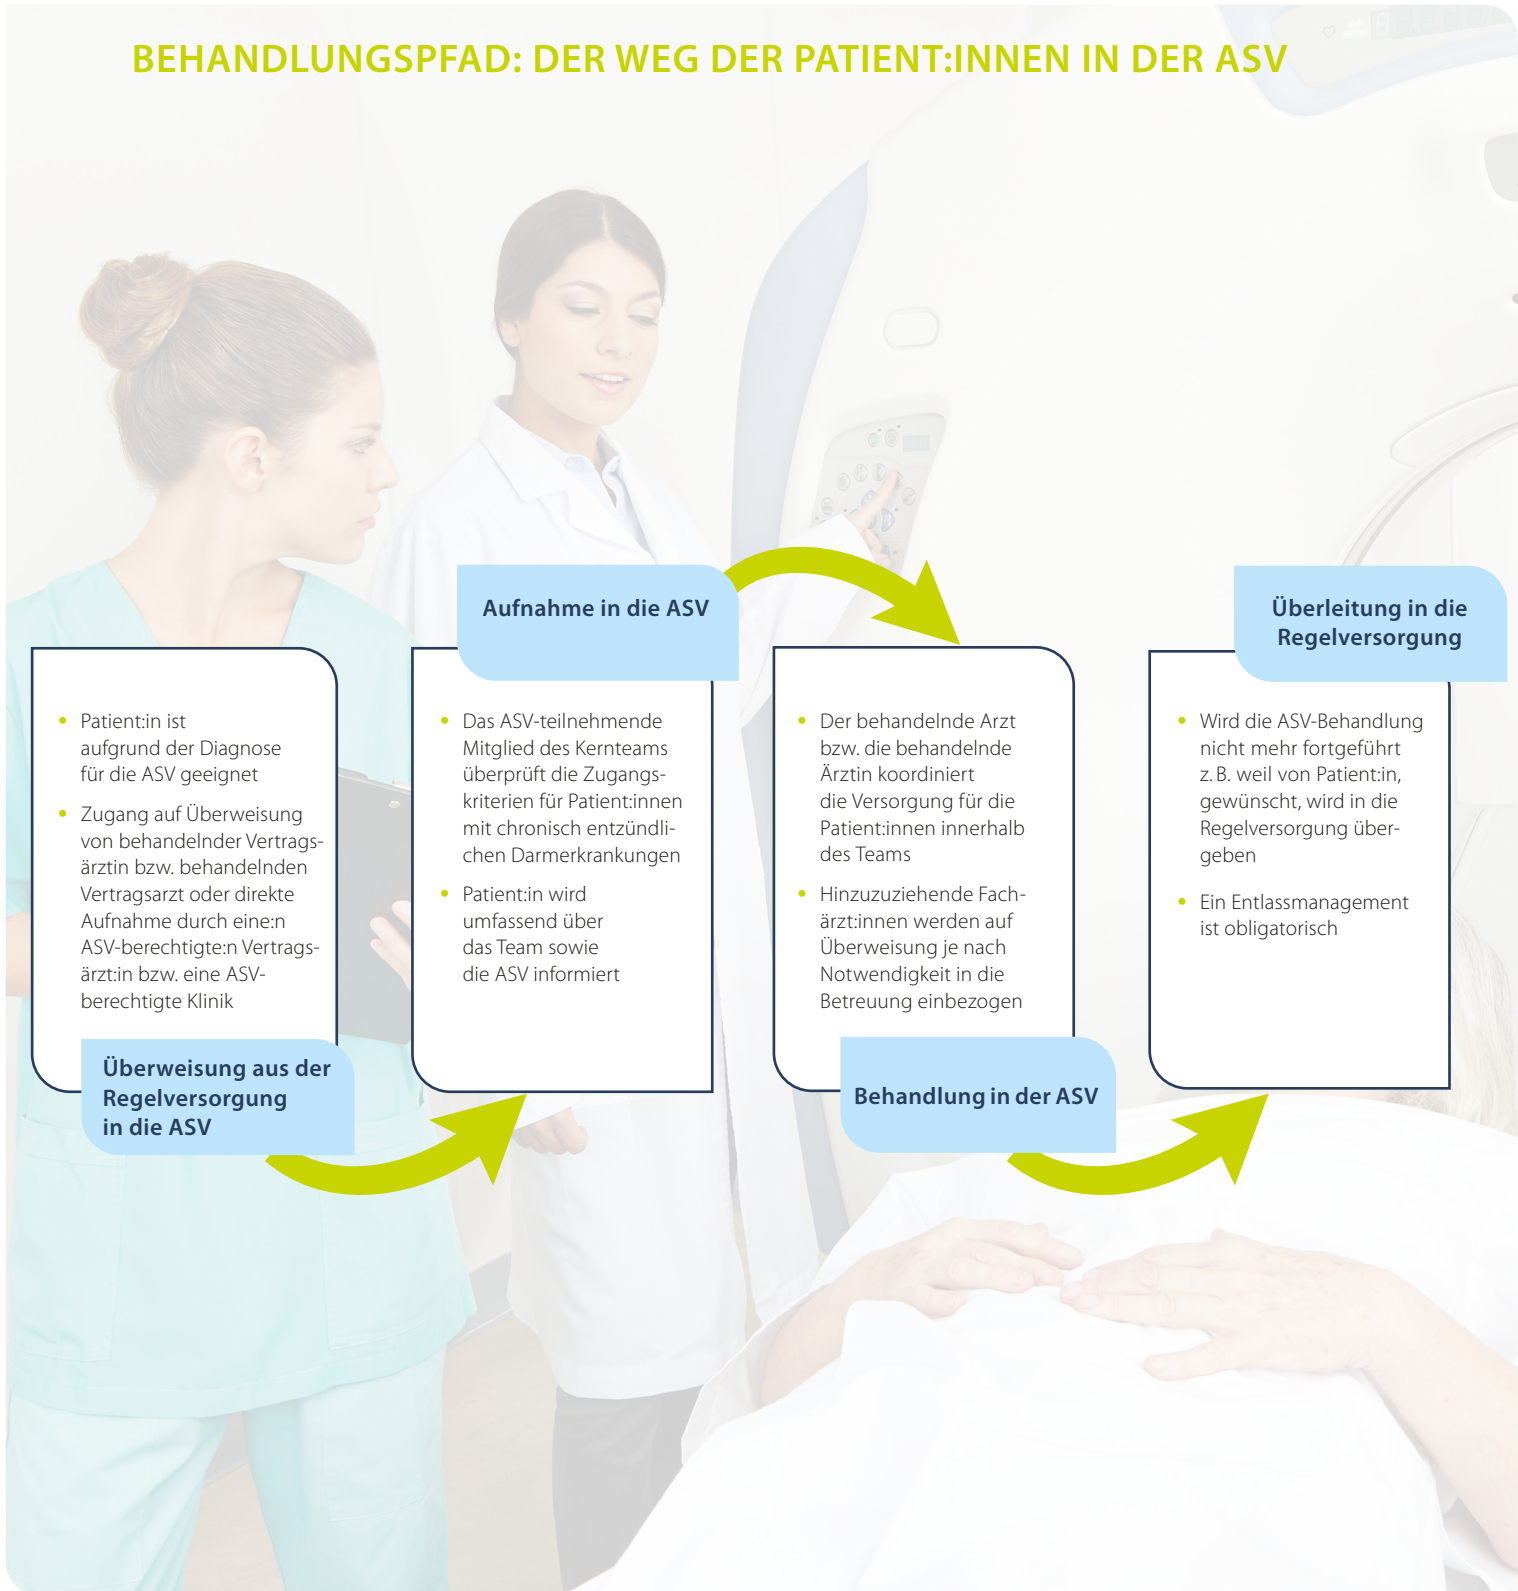 BEHANDLUNGSPFAD: DER WEG DER PATIENT:INNEN IN DER ASV
• Patient:in ist
aufgrund der Diagnose
für die ASV geeignet
• Zugang auf Überweisung
von behandelnder Vertrags-
ärztin bzw. behandelnden
Vertragsarzt oder direkte
Aufnahme durch eine:n
ASV-berechtigte:n Vertrags-
ärzt:in bzw. eine ASV-
berechtigte Klinik
Überweisung aus der
Regelversorgung
in die ASV
Aufnahme in die ASV
• Das ASV-teilnehmende
Mitglied des Kernteams
überprüft die Zugangs-
kriterien für Patient:innen
mit chronisch entzündli-
chen Darmerkrankungen
• Patient:in wird
umfassend über
das Team sowie
die ASV informiert
• Der behandelnde Arzt
bzw. die behandelnde
Ärztin koordiniert
die Versorgung für die
Patient:innen innerhalb
des Teams
• Hinzuzuziehende Fach-
ärzt:innen werden auf
Überweisung je nach
Notwendigkeit in die
Betreuung einbezogen
Behandlung in der ASV
Überleitung in die
Regelversorgung
• Wird die ASV-Behandlung
nicht mehr fortgeführt
z. B. weil von Patient:in,
gewünscht, wird in die
Regelversorgung über-
geben
• Ein Entlassmanagement
ist obligatorisch